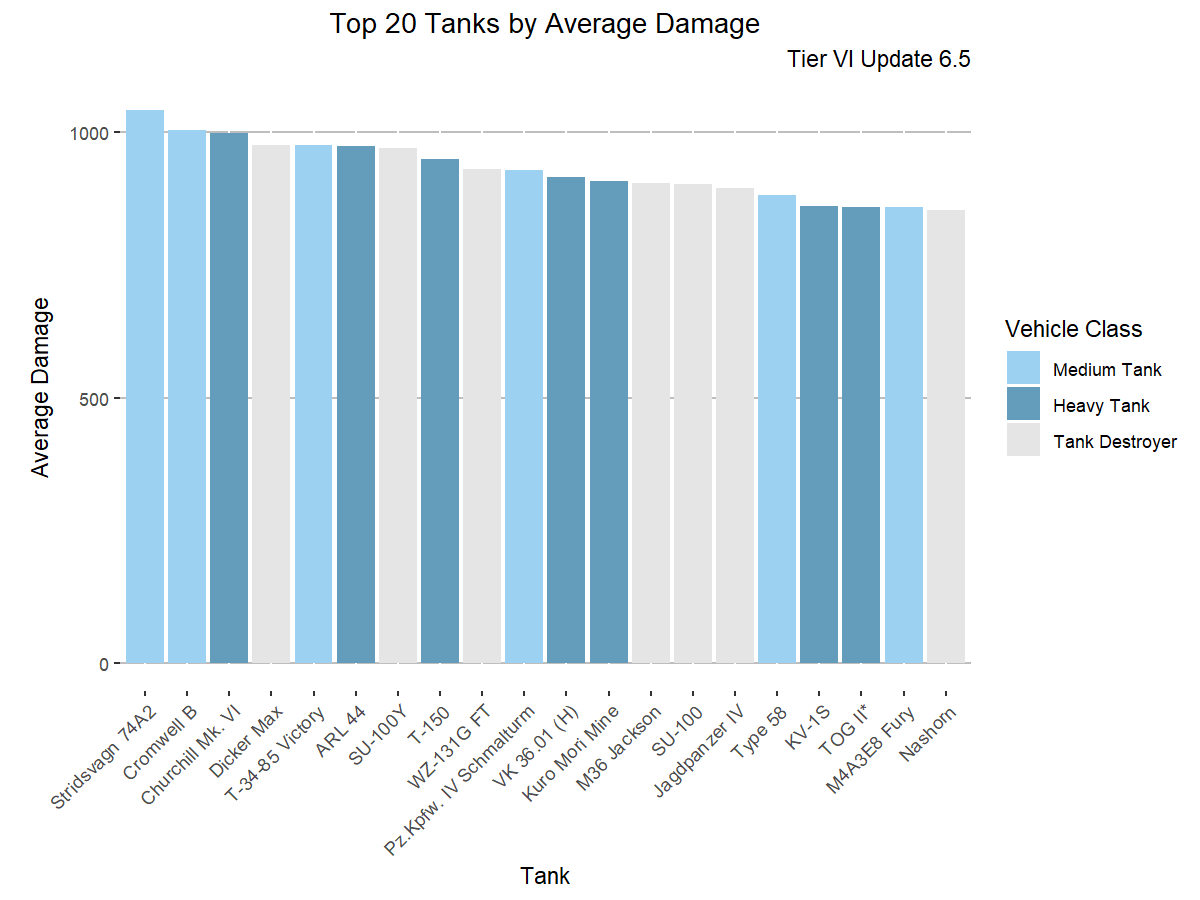 Top 20 Tanks by Average Damage
Tier VI Update 6.5
Average Damage
1000
500
0
Stridsvagn 74A2
Cromwell B
Churchill Mk. VI
Dicker Max
T-34-85 Victory
ARL 44
SU-100Y
T-150
WZ-131G FT
Pz.Kpfw. IV Schmalturm
VK 36.01 (H)
Kuro Mori Mine
M36 Jackson
SU-100
Jagdpanzer IV
Type 58
KV-1S
TOG II*
M4A3E8 Fury
Nashorn
Tank
Vehicle Class
Medium Tank
Heavy Tank
Tank Destroyer